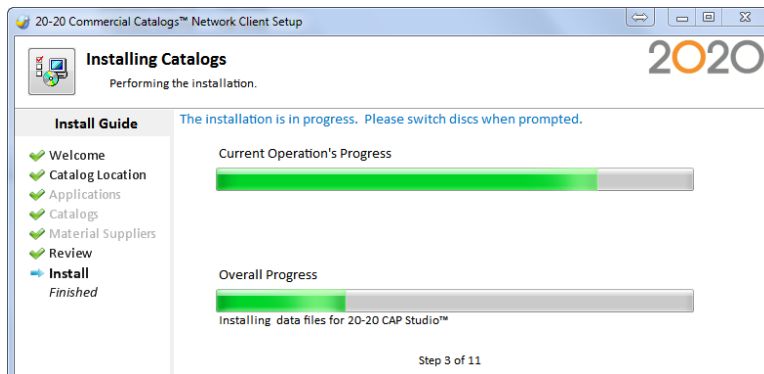 20-20 Commercial Catalogs™ Network Client Setup
Installing Catalogs
Performing the installation.
2020
Install Guide
Welcome
Catalog Location
Applications
Catalogs
Material Suppliers
Review
Install
Finished
The installation is in progress. Please switch discs when prompted.
Current Operation's Progress
Overall Progress
Installing data files for 20-20 CAP Studio™
Step 3 of 11